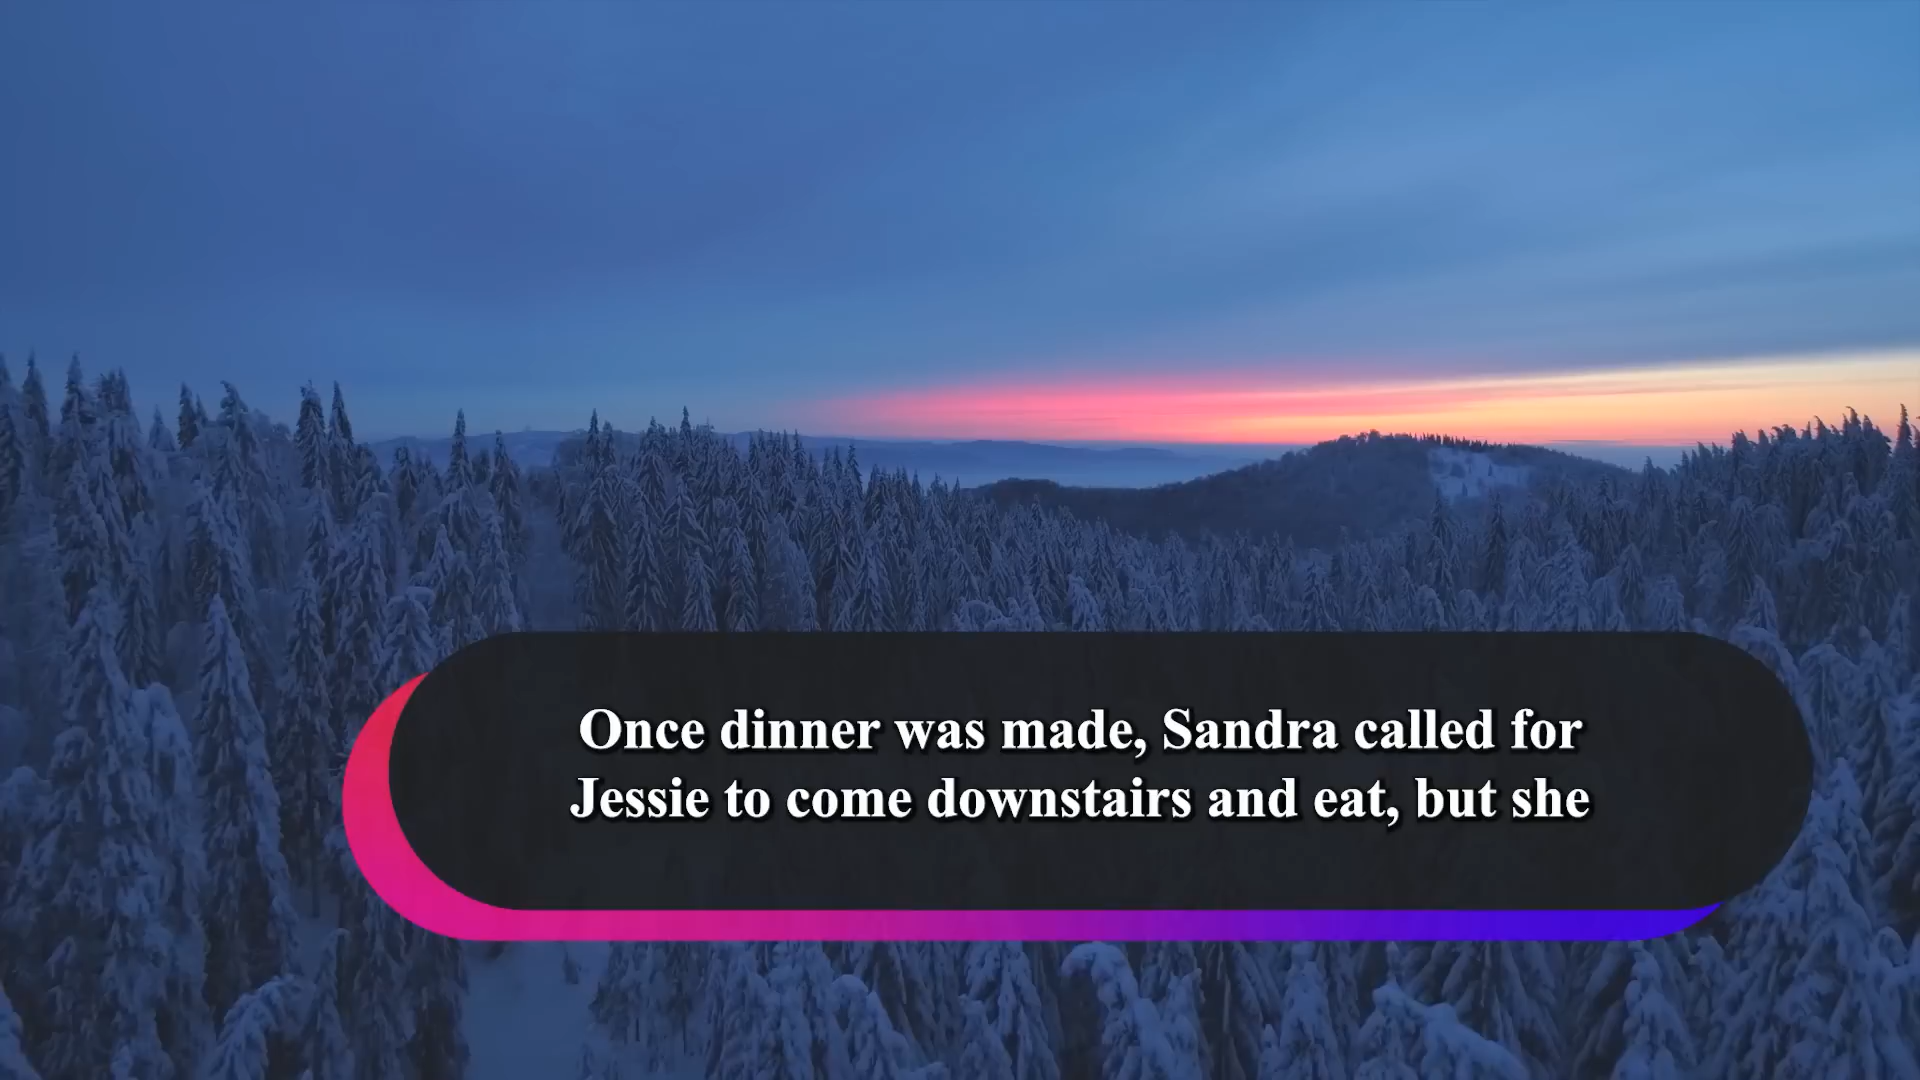 Once dinner was made, Sandra called for
Jessie to come downstairs and eat, but she